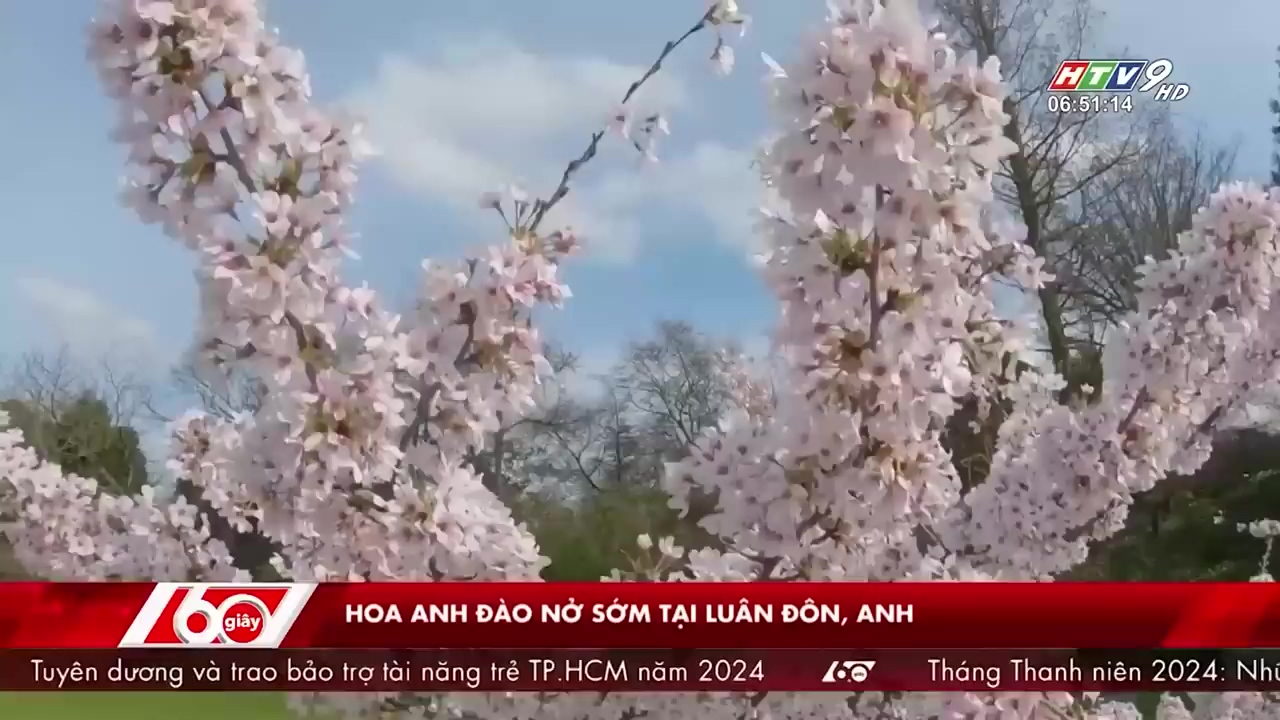 HTV9 HD
06:51:14
60 giây
HOA ANH ĐÀO NỞ SỚM TẠI LUÂN ĐÔN, ANH
Tuyên dương và trao bảo trợ tài năng trẻ TP.HCM năm 2024 60 Tháng Thanh niên 2024: